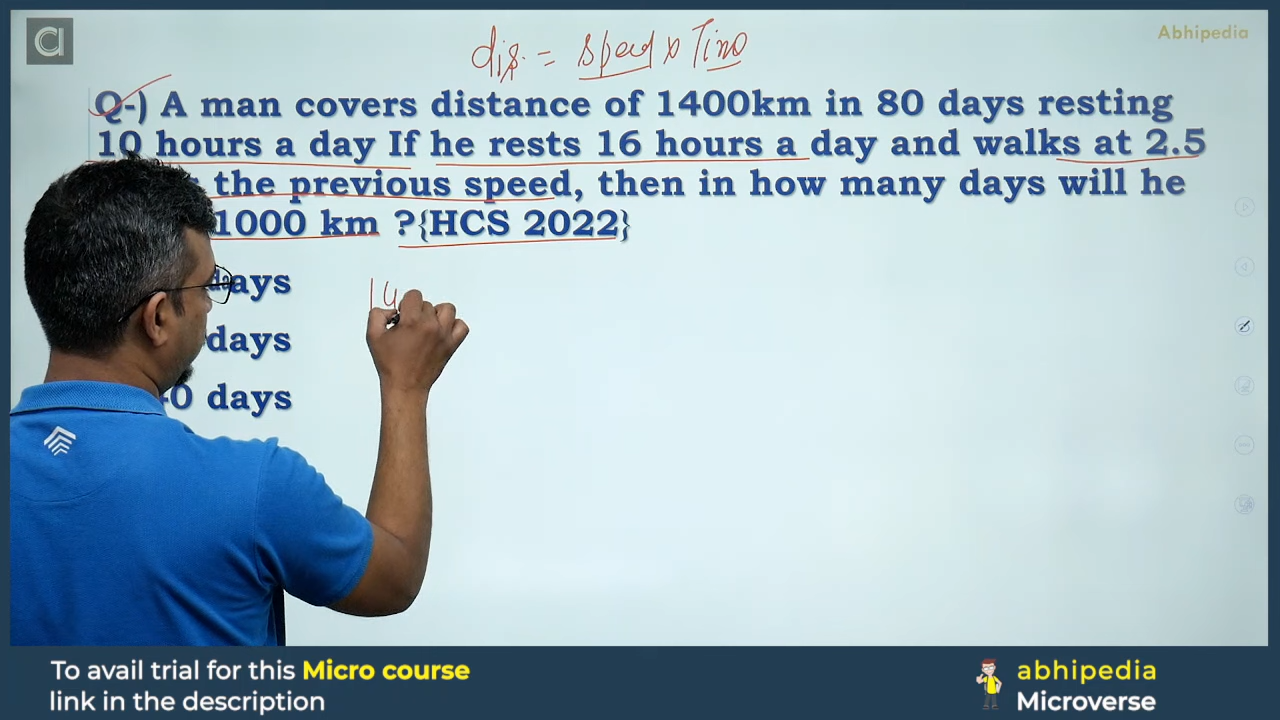 Abhipedia
dis. = speed x Time
Q-) A man covers distance of 1400km in 80 days resting
10 hours a day If he rests 16 hours a day and walks at 2.5
the previous speed, then in how many days will he
1000 km ?{HCS 2022}
days
14
days
0 days
To avail trial for this Micro course
link in the description
abhipedia
Microverse